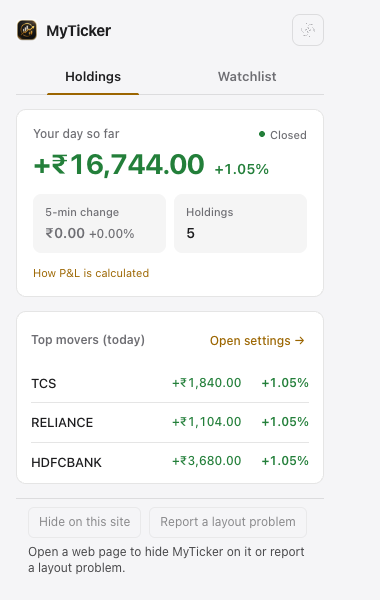 MyTicker
Holdings
Watchlist
Your day so far
Closed
+₹16,744.00 +1.05%
5-min change
₹0.00 +0.00%
Holdings
5
How P&L is calculated
Top movers (today)
Open settings →
TCS +₹1,840.00 +1.05%
RELIANCE +₹1,104.00 +1.05%
HDFCBANK +₹3,680.00 +1.05%
Hide on this site
Report a layout problem
Open a web page to hide MyTicker on it or report
a layout problem.